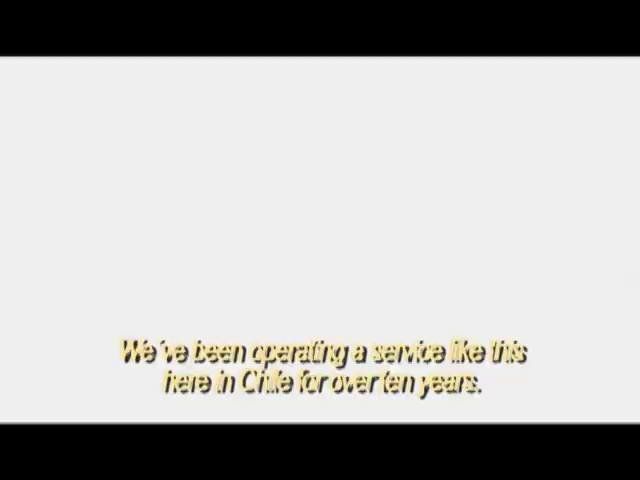 We´ve been operating a service like this
here in Chile for over ten years.